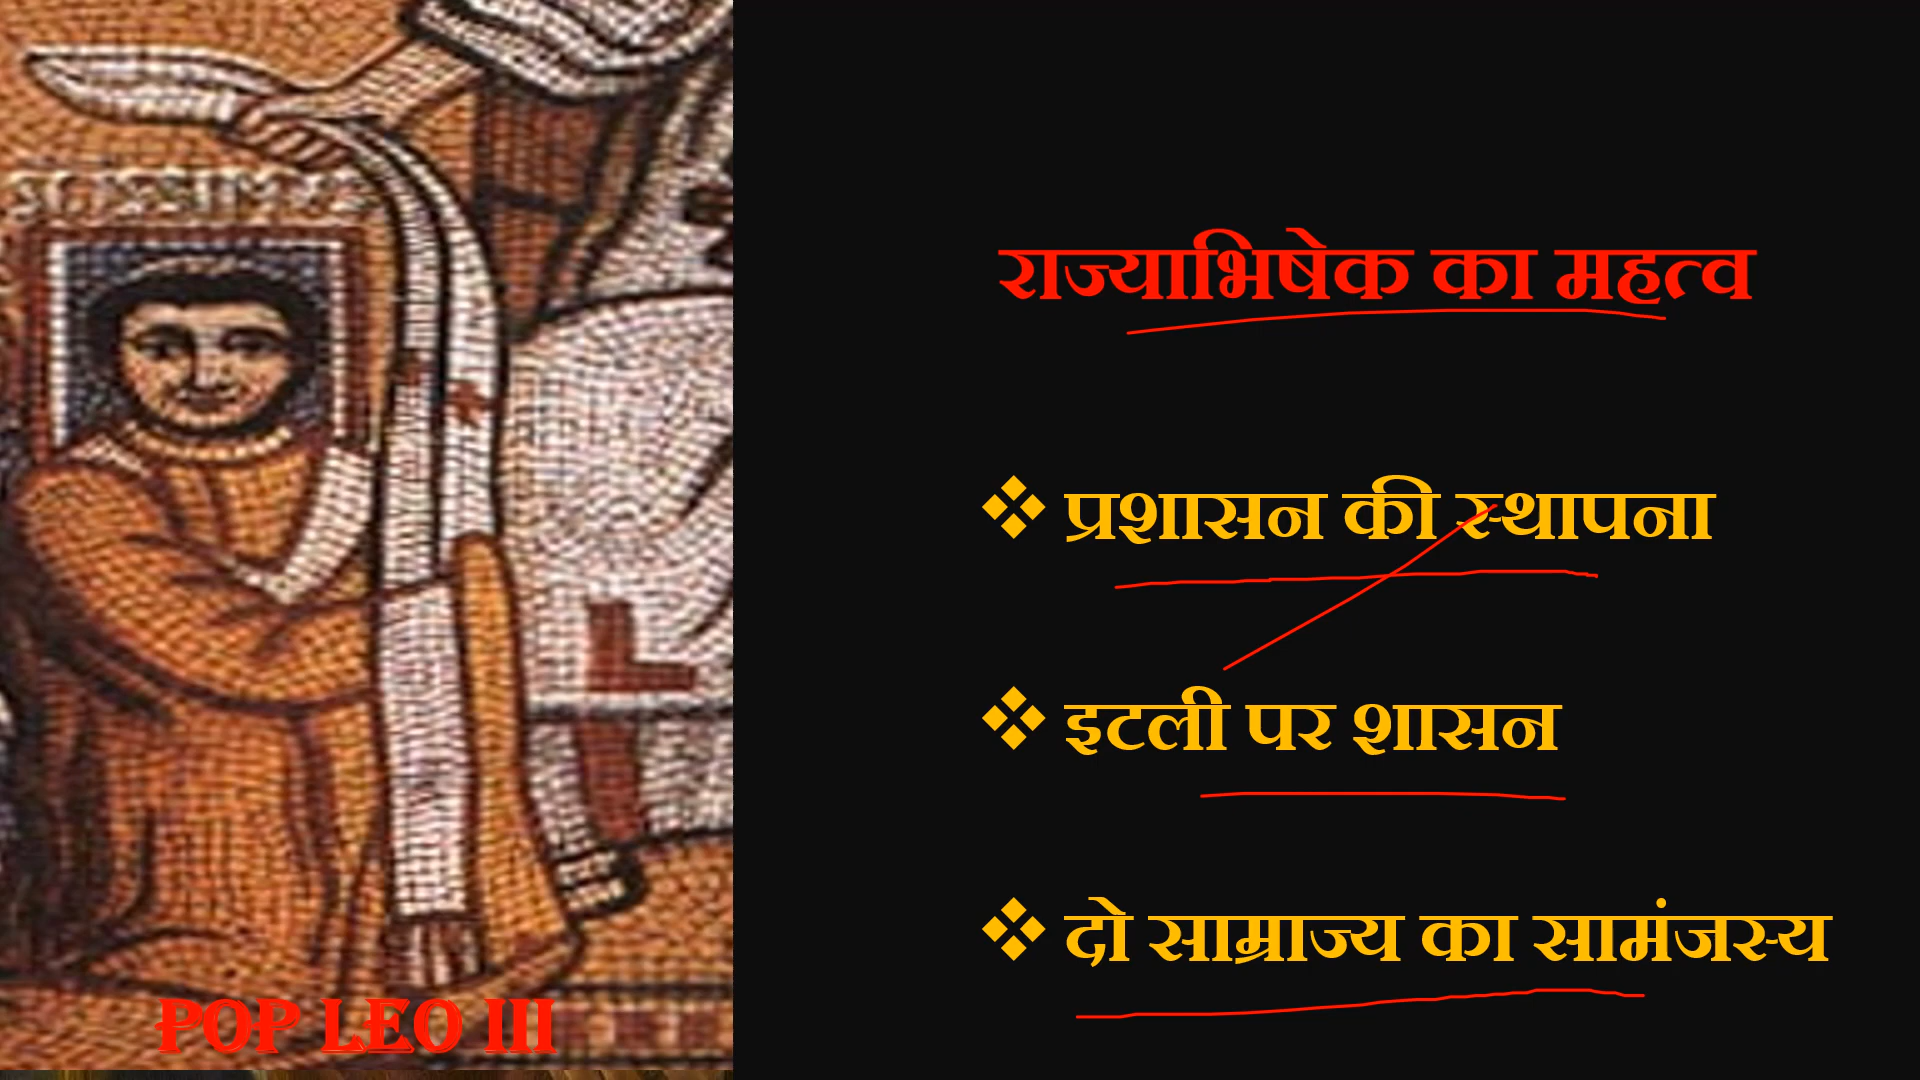 राज्याभिषेक का महत्व
प्रशासन की स्थापना
इटली पर शासन
दो साम्राज्य का सामंजस्य
POP LEO III